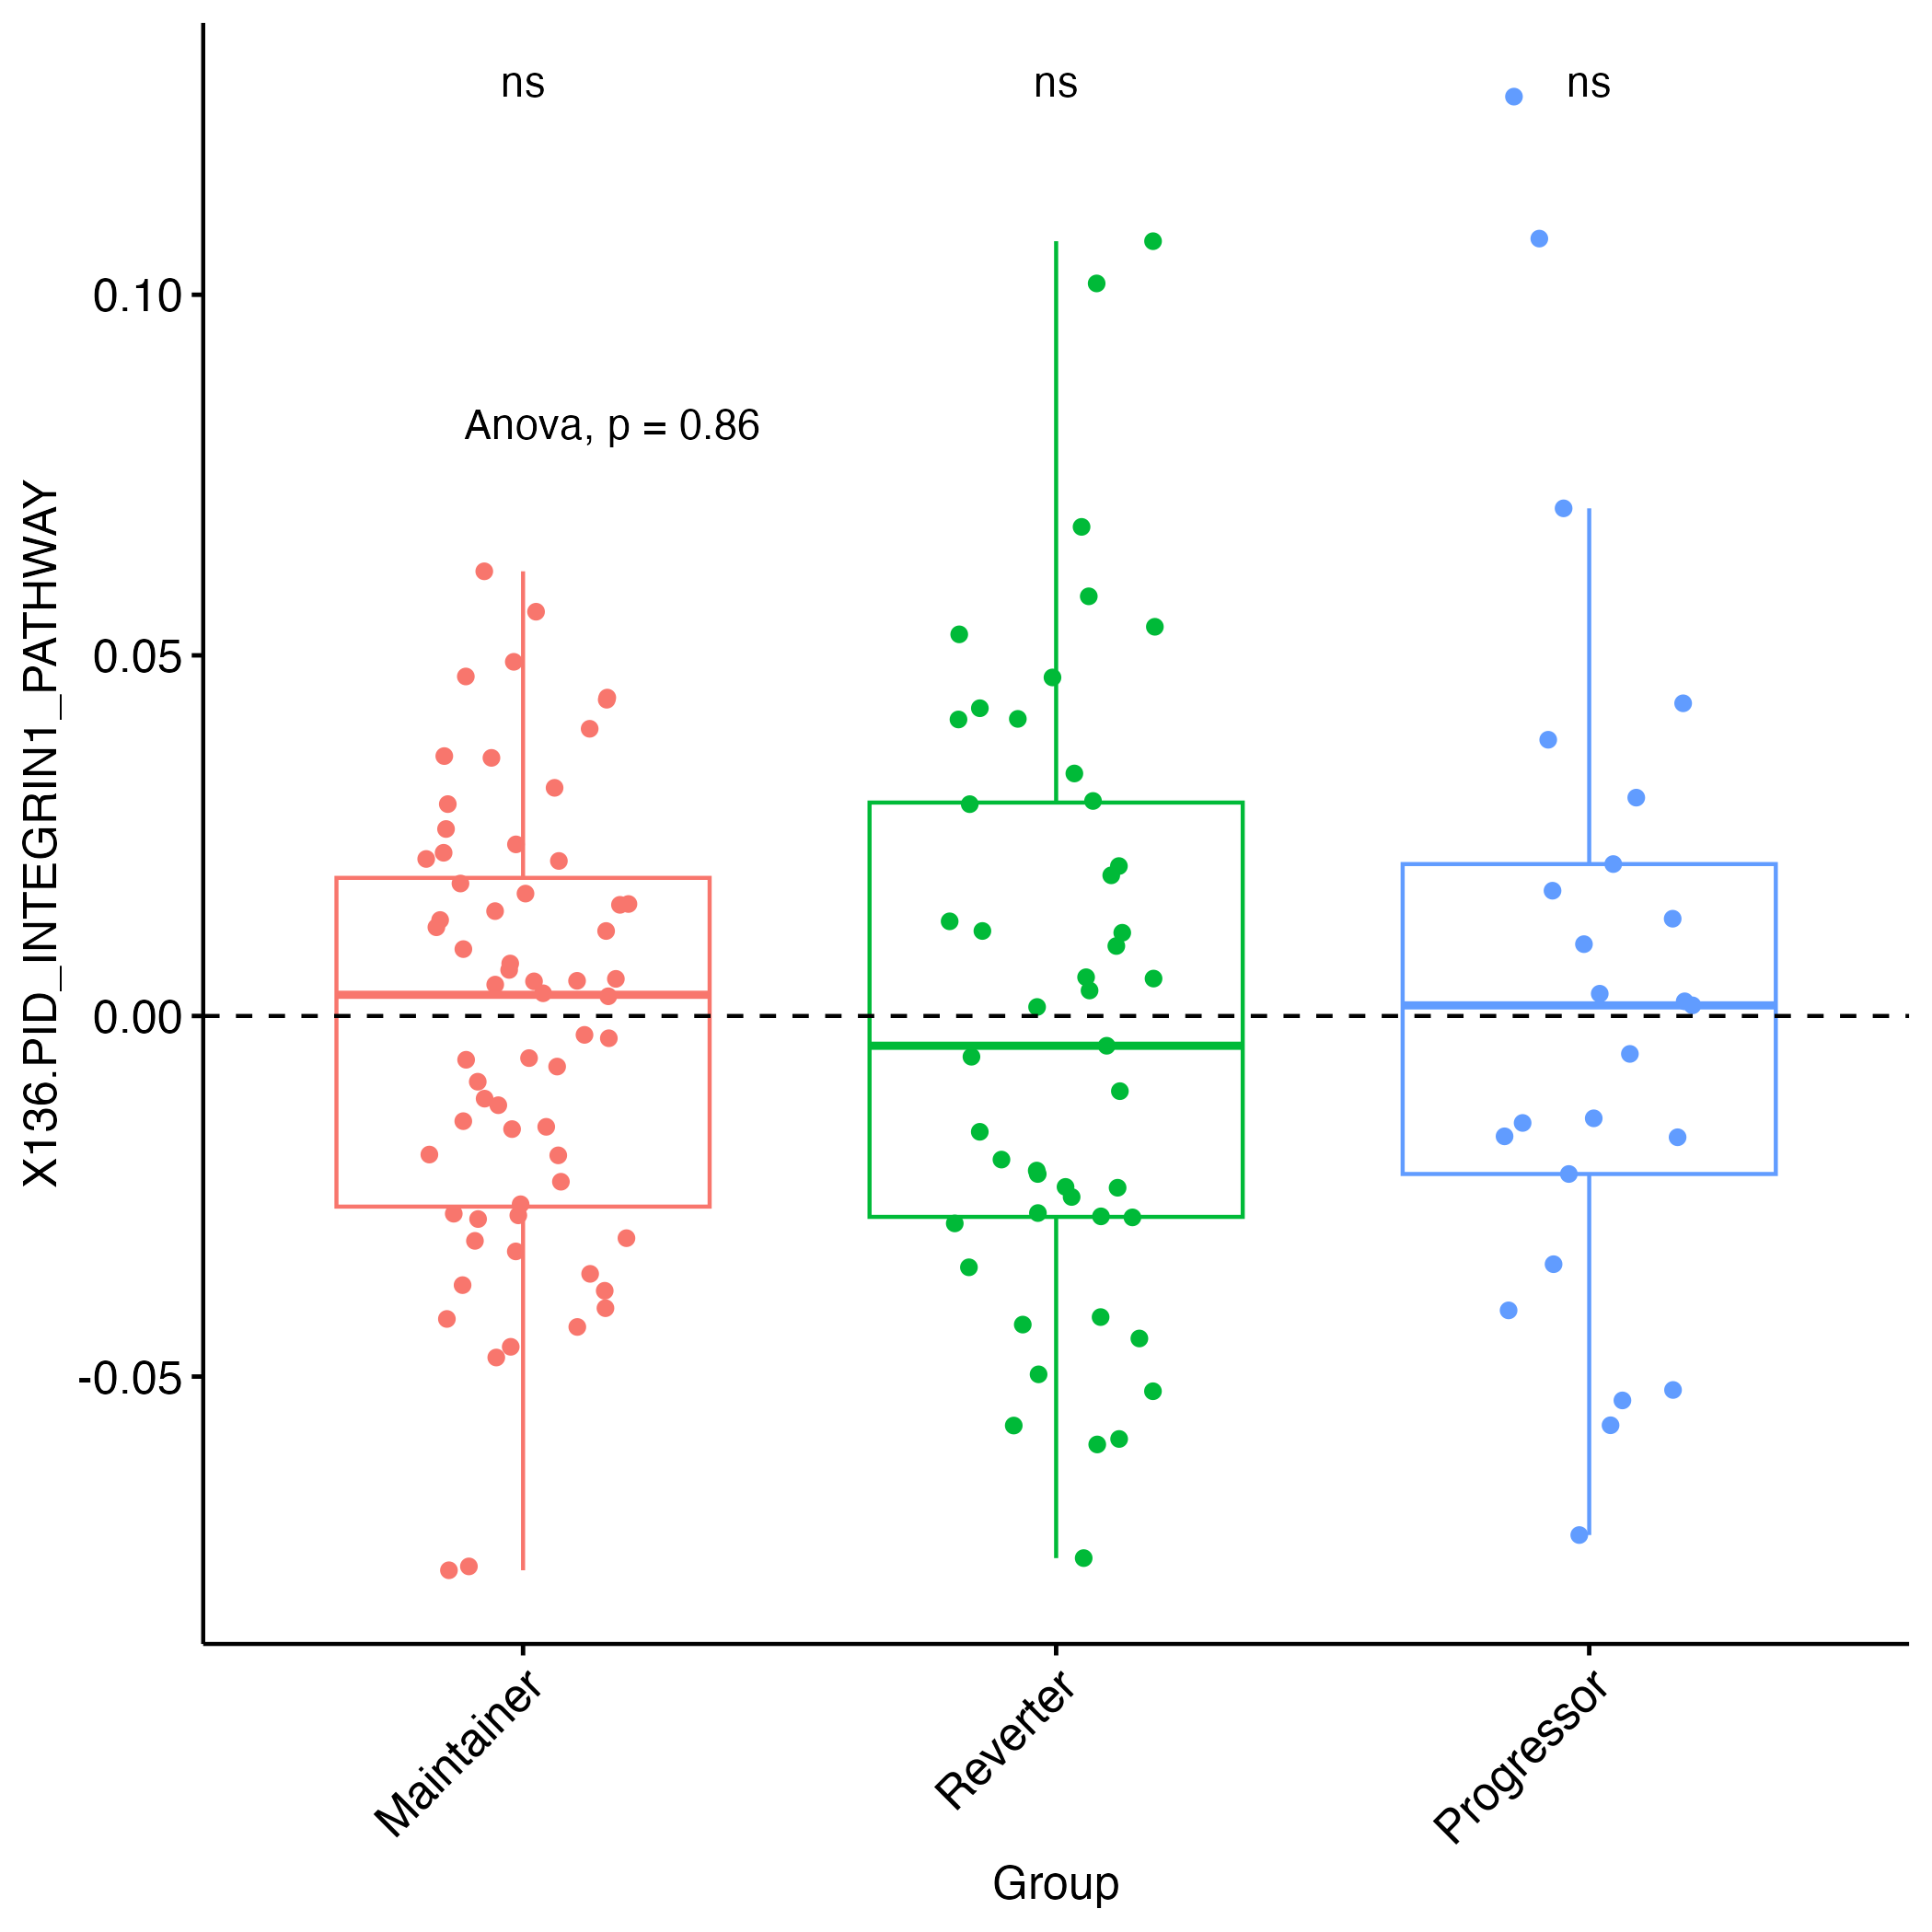 ns ns ns
Anova, p = 0.86
X136.PID_INTEGRIN1_PATHWAY
0.10
0.05
0.00
-0.05
Maintainer
Reverter
Progressor
Group